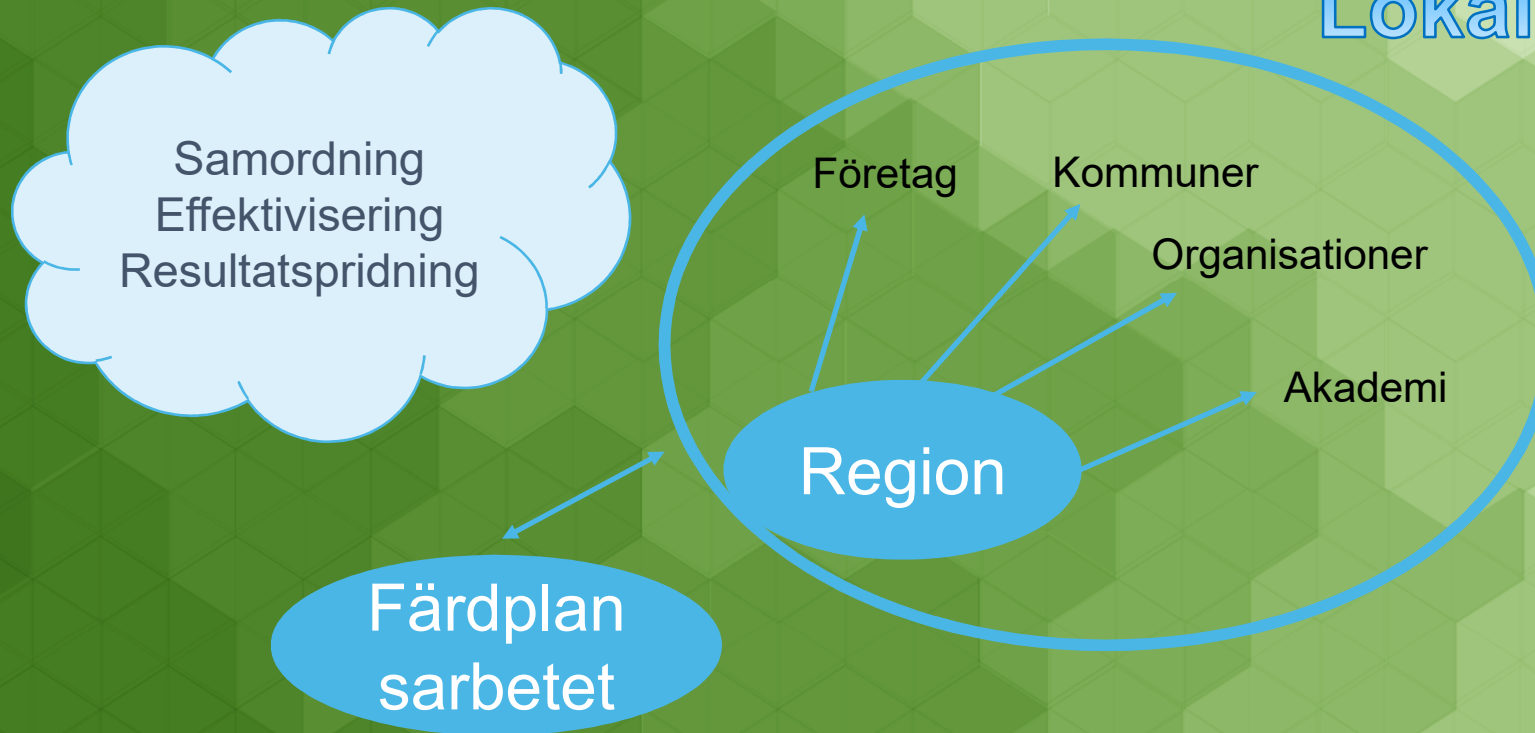 Lokal
Samordning
Effektivisering
Resultatspridning
Företag
Kommuner
Organisationer
Akademi
Region
Färdplan
sarbetet